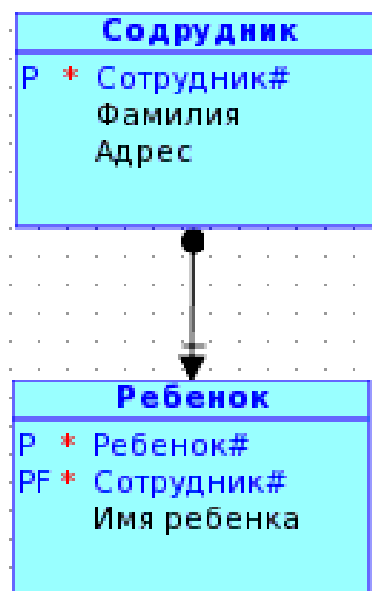 Содрудник
P * Сотрудник#
Фамилия
Адрес
Ребенок
P * Ребенок#
PF * Сотрудник#
Имя ребенка